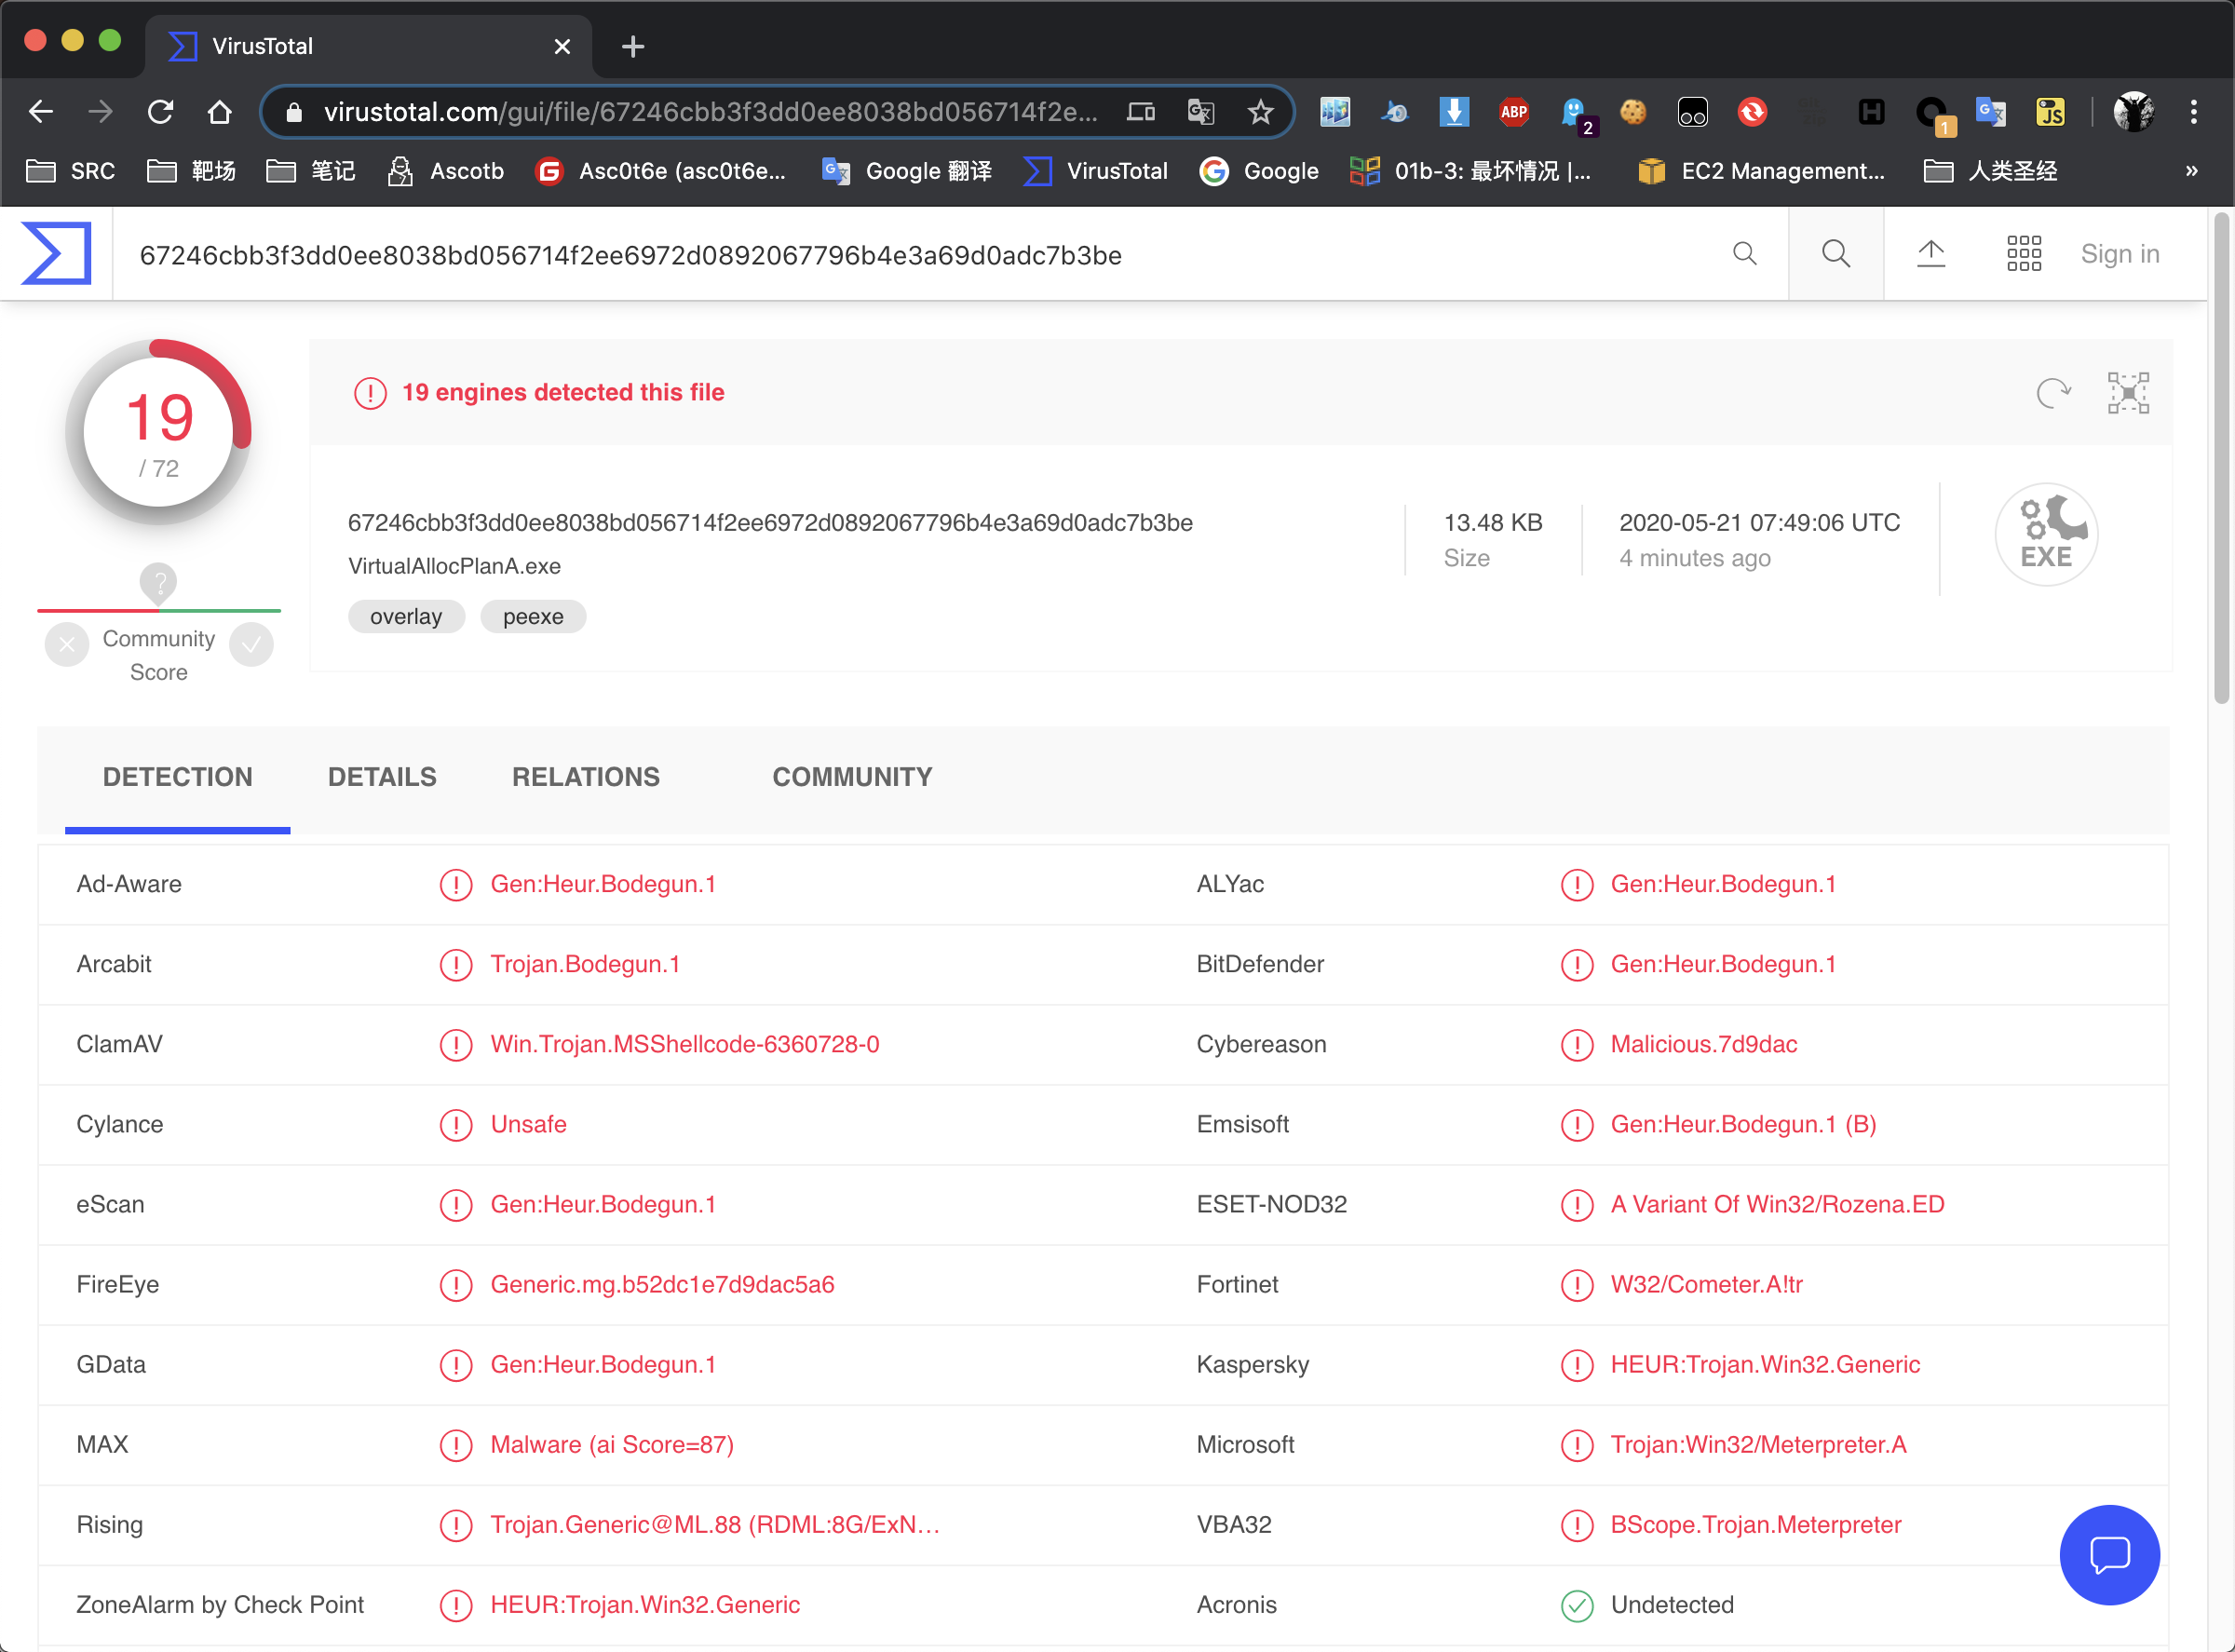 VirusTotal
virustotal.com/gui/file/67246cbb3f3dd0ee8038bd056714f2e...
ABP
2
1
JS
SRC
靶场
笔记
Ascotb
Asc0t6e (asc0t6e...
Google 翻译
VirusTotal
Google
01b-3: 最坏情况 |...
EC2 Management...
人类圣经
»
67246cbb3f3dd0ee8038bd056714f2ee6972d0892067796b4e3a69d0adc7b3be
Sign in
19
/ 72
19 engines detected this file
67246cbb3f3dd0ee8038bd056714f2ee6972d0892067796b4e3a69d0adc7b3be
VirtualAllocPlanA.exe
overlay
peexe
13.48 KB
Size
2020-05-21 07:49:06 UTC
4 minutes ago
EXE
?
Community
Score
DETECTION DETAILS RELATIONS COMMUNITY
Ad-Aware Gen:Heur.Bodegun.1 ALYac Gen:Heur.Bodegun.1
Arcabit Trojan.Bodegun.1 BitDefender Gen:Heur.Bodegun.1
ClamAV Win.Trojan.MSShellcode-6360728-0 Cybereason Malicious.7d9dac
Cylance Unsafe Emsisoft Gen:Heur.Bodegun.1 (B)
eScan Gen:Heur.Bodegun.1 ESET-NOD32 A Variant Of Win32/Rozena.ED
FireEye Generic.mg.b52dc1e7d9dac5a6 Fortinet W32/Cometer.A!tr
GData Gen:Heur.Bodegun.1 Kaspersky HEUR:Trojan.Win32.Generic
MAX Malware (ai Score=87) Microsoft Trojan:Win32/Meterpreter.A
Rising Trojan.Generic@ML.88 (RDML:8G/ExN... VBA32 BScope.Trojan.Meterpreter
ZoneAlarm by Check Point HEUR:Trojan.Win32.Generic Acronis Undetected